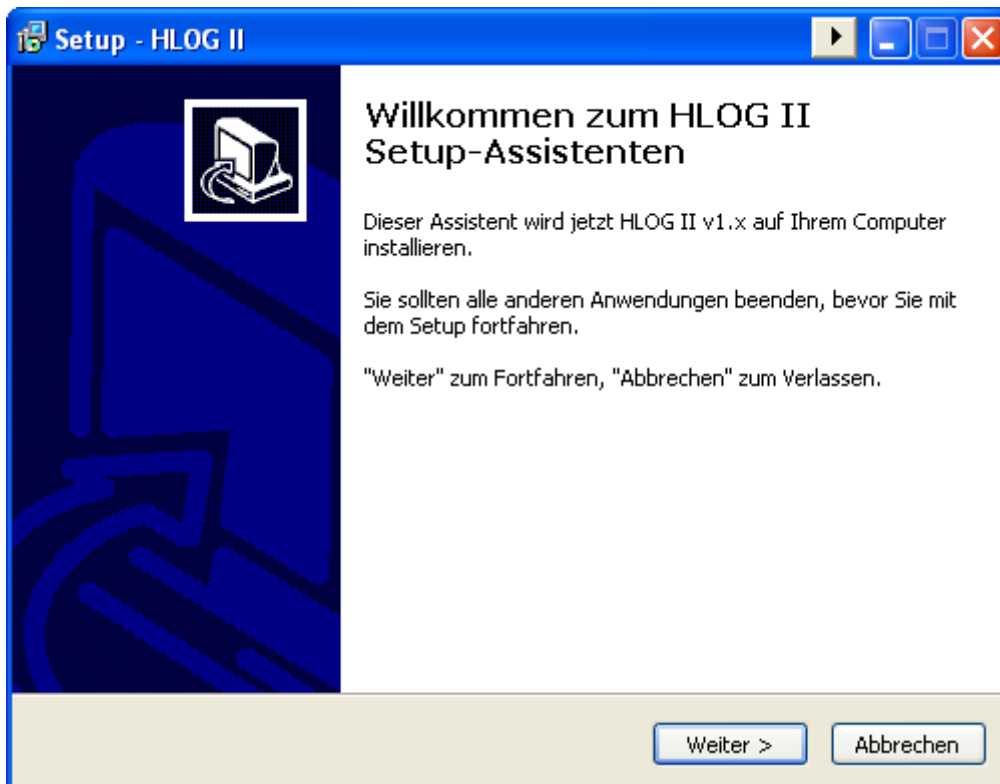 Setup - HLOG II
Willkommen zum HLOG II
Setup-Assistenten
Dieser Assistent wird jetzt HLOG II v1.x auf Ihrem Computer
installieren.
Sie sollten alle anderen Anwendungen beenden, bevor Sie mit
dem Setup fortfahren.
"Weiter" zum Fortfahren, "Abbrechen" zum Verlassen.
Weiter >
Abbrechen